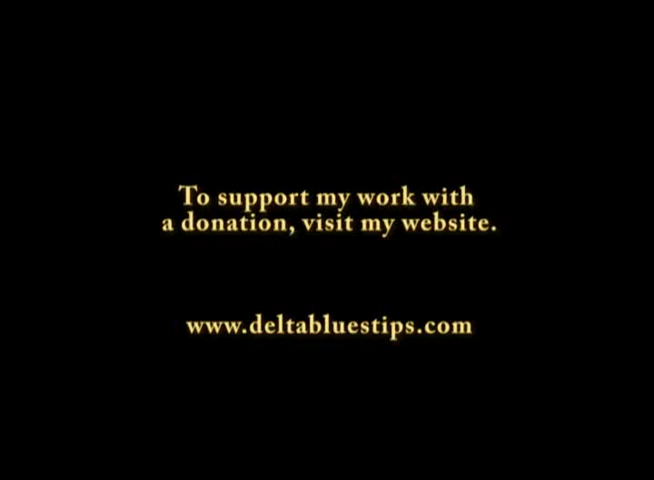 To support my work with
a donation, visit my website.
www.deltabluestips.com